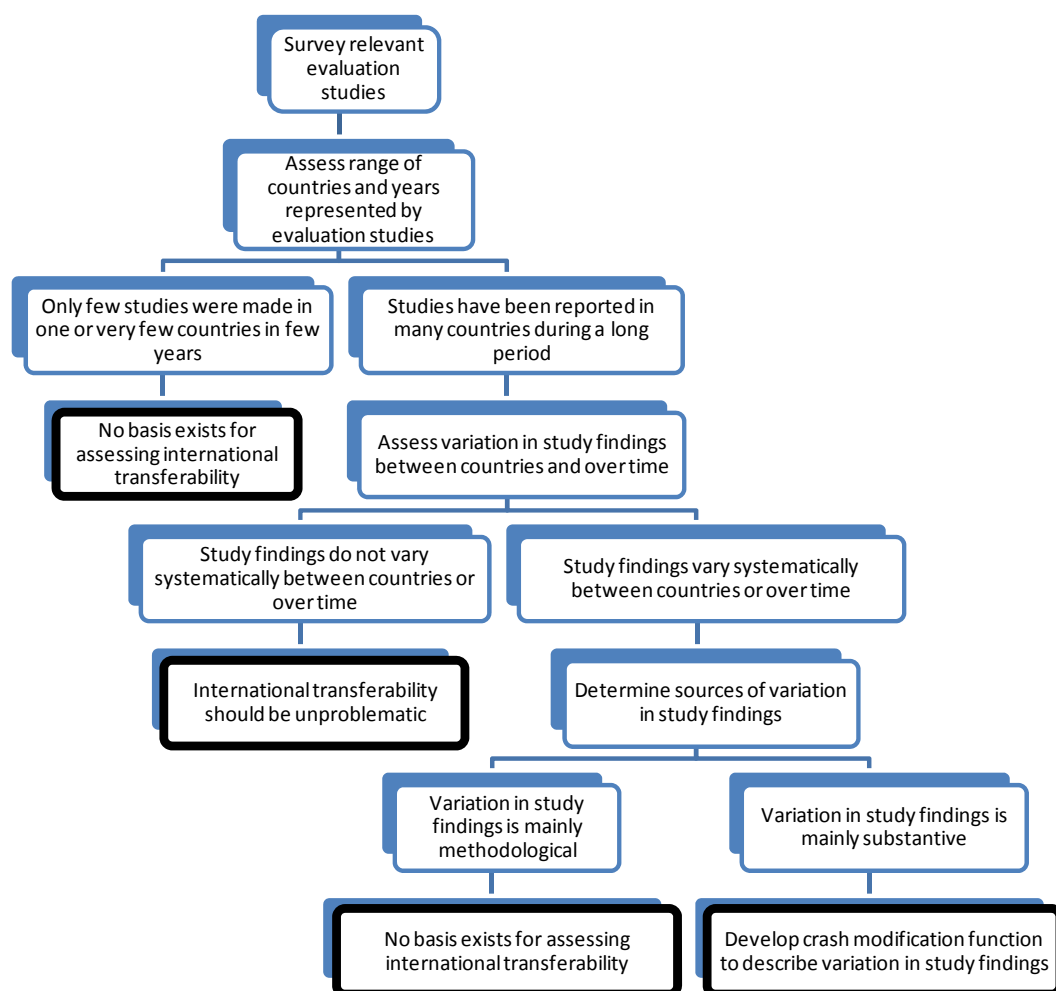 Survey relevant
evaluation
studies
Assess range of
countries and years
represented by
evaluation studies
Only few studies were made in
one or very few countries in few
years
Studies have been reported in
many countries during a long
period
No basis exists for
assessing international
transferability
Assess variation in study findings
between countries and over time
Study findings do not vary
systematically between countries or
over time
Study findings vary systematically
between countries or over time
International transferability
should be unproblematic
Determine sources of variation
in study findings
Variation in study
findings is mainly
methodological
Variation in study findings is
mainly substantive
No basis exists for assessing
international transferability
Develop crash modification function
to describe variation in study findings